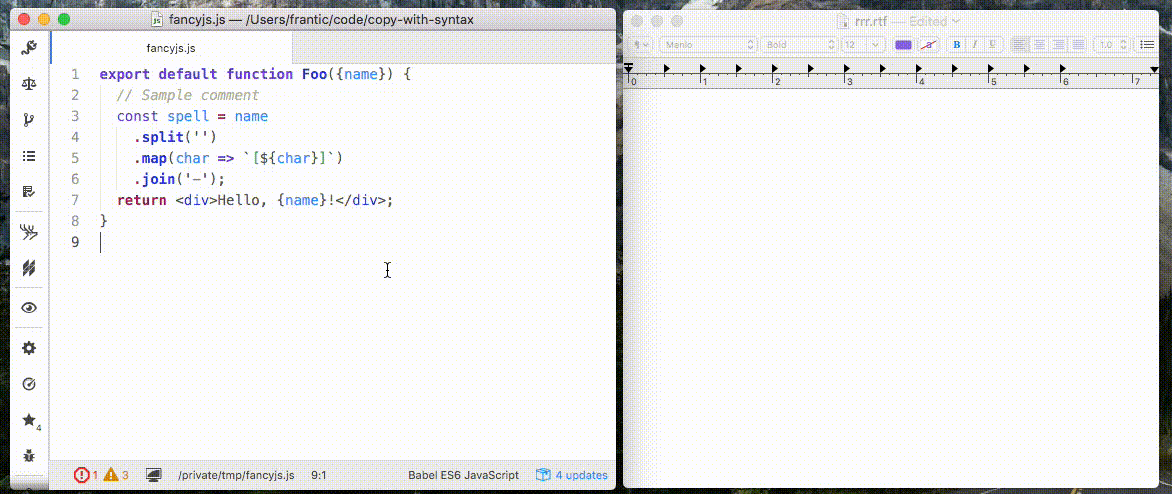 fancyjs.js — /Users/frantic/code/copy-with-syntax
fancyjs.js
1 export default function Foo({name}) {
2 // Sample comment
3 const spell = name
4 .split('')
5 .map(char => `[${char}]`)
6 .join('-');
7 return <div>Hello, {name}!</div>;
8 }
9
4
1 3 /private/tmp/fancyjs.js 9:1 Babel ES6 JavaScript 4 updates
rrr.rtf — Edited
¶ Menlo Bold 12 a B I U 1.0
0 1 2 3 4 5 6 7